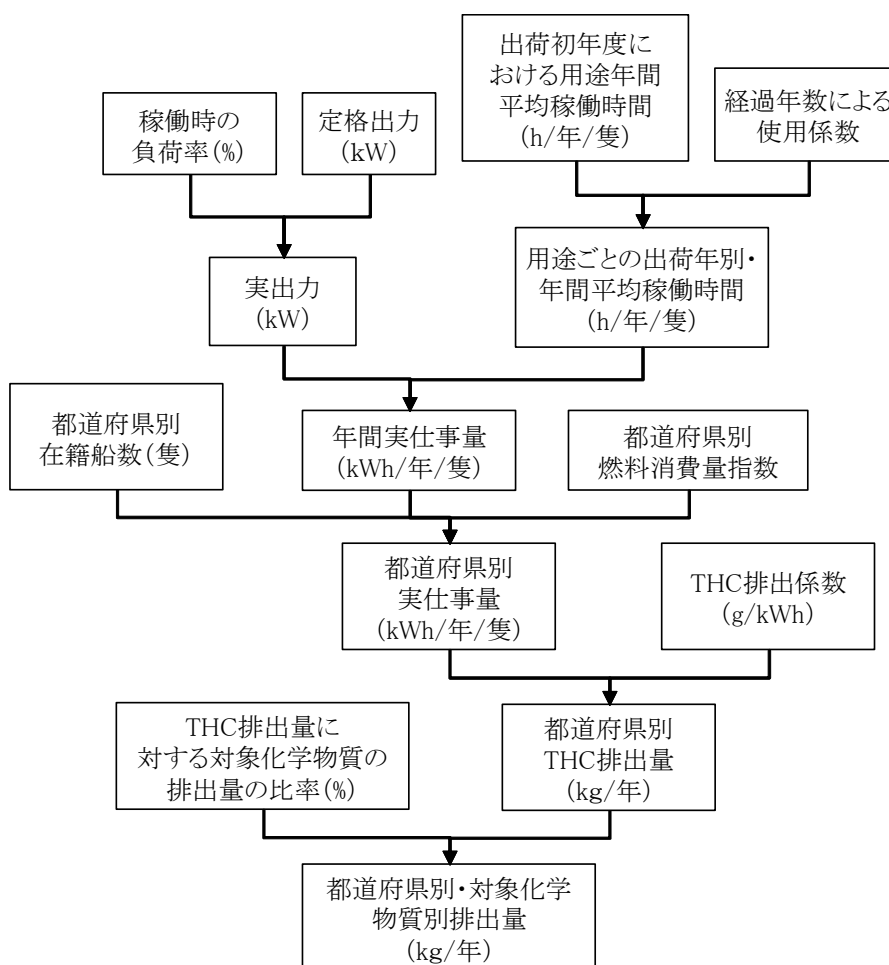 出荷初年度に
おける用途年間
平均稼働時間
(h/年/隻)
経過年数による
使用係数
稼働時の
負荷率(%)
定格出力
(kW)
実出力
(kW)
用途ごとの出荷年別・
年間平均稼働時間
(h/年/隻)
都道府県別
在籍船数(隻)
年間実仕事量
(kWh/年/隻)
都道府県別
燃料消費量指数
都道府県別
実仕事量
(kWh/年/隻)
THC排出係数
(g/kWh)
THC排出量に
対する対象化学物質の
排出量の比率(%)
都道府県別
THC排出量
(kg/年)
都道府県別・対象化学
物質別排出量
(kg/年)